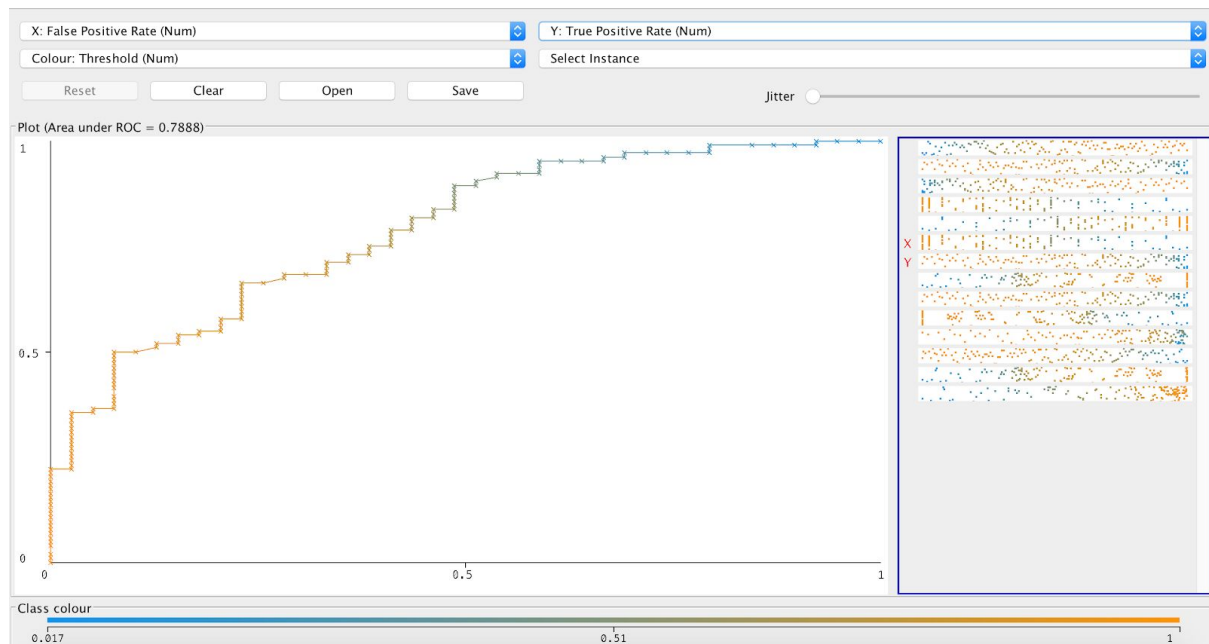 X: False Positive Rate (Num)
Y: True Positive Rate (Num)
Colour: Threshold (Num)
Select Instance
Reset
Clear
Open
Save
Jitter
Plot (Area under ROC = 0.7888)
1
0.5
0
0
0.5
1
X
Y
Class colour
0.017
0.51
1